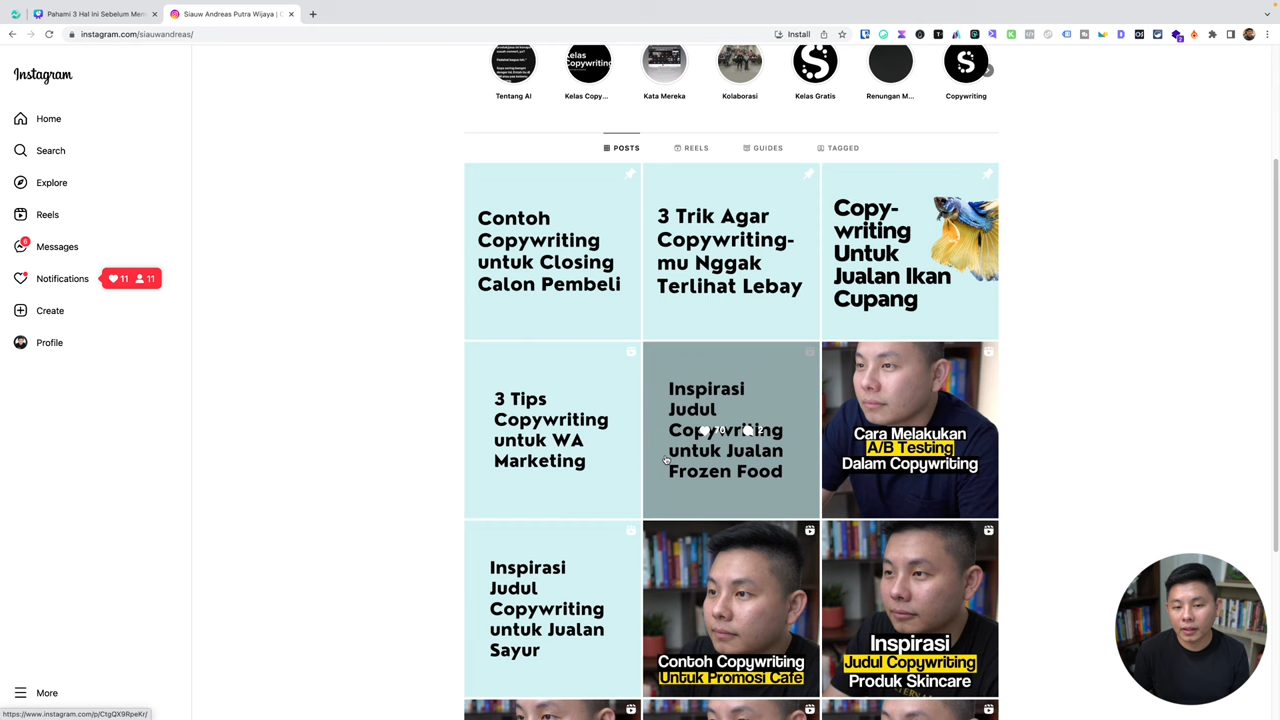 Pahami 3 Hal Ini Sebelum Mem
Siauw Andreas Putra Wijaya | C
instagram.com/siauwandreas/
Install
Instagram
Home
Search
Explore
Reels
6
Messages
Notifications
11 11
Create
Profile
More
Tentang AI
Kelas Copy...
Kata Mereka
Kolaborasi
Kelas Gratis
Renungan M...
Copywriting
POSTS
REELS
GUIDES
TAGGED
Contoh
Copywriting
untuk Closing
Calon Pembeli
3 Trik Agar
Copywriting-
mu Nggak
Terlihat Lebay
Copy-
writing
Untuk
Jualan Ikan
Cupang
3 Tips
Copywriting
untuk WA
Marketing
Inspirasi
Judul
Copywriting
untuk Jualan
Frozen Food
70 2
Cara Melakukan
A/B Testing
Dalam Copywriting
Inspirasi
Judul
Copywriting
untuk Jualan
Sayur
Contoh Copywriting
Untuk Promosi Cafe
Inspirasi
Judul Copywriting
Produk Skincare
https://www.instagram.com/p/CtgQX9RpeKr/